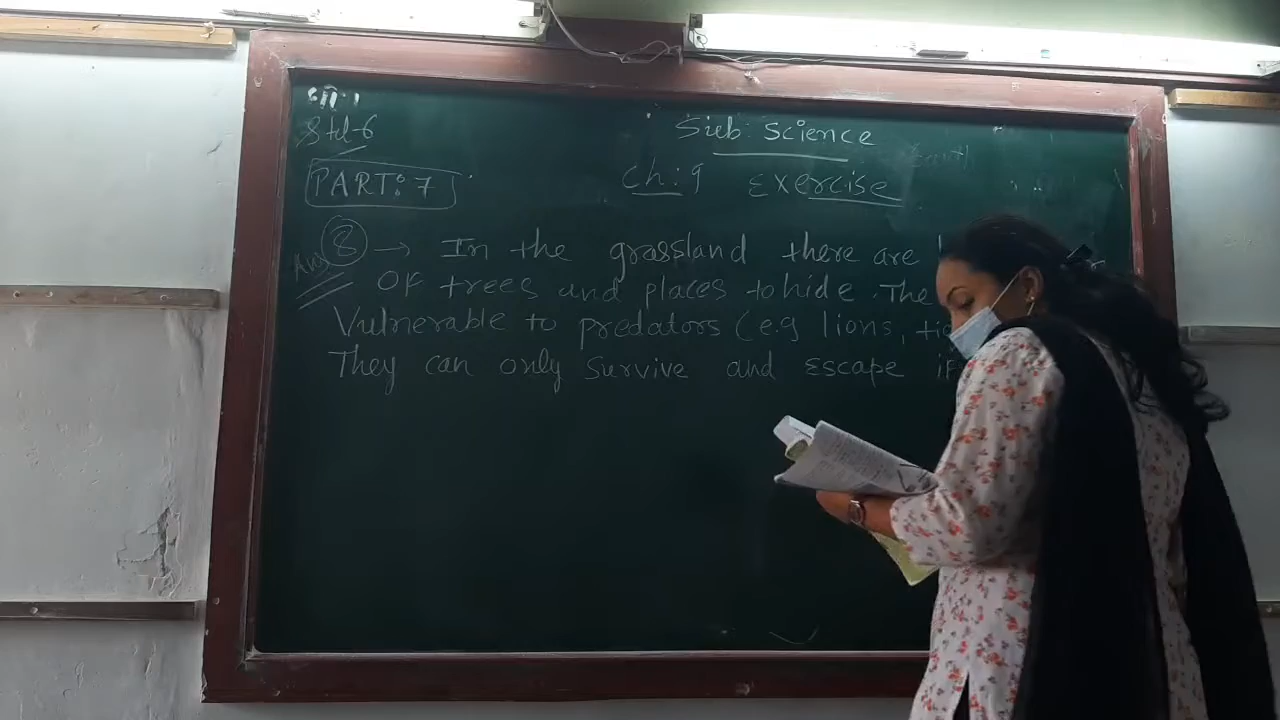 Std-6
Sub: Science
PART: 7
Ch: 9 Exercise
Ans 8 → In the grassland there are
of trees and places to hide. The
Vulnerable to predators (e.g lions,
They can only survive and Escape if